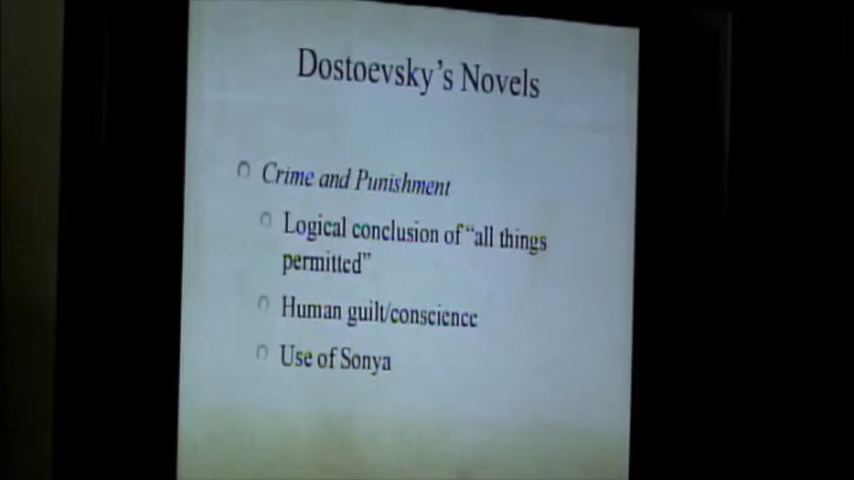 Dostoevsky's Novels
Crime and Punishment
Logical conclusion of “all things
permitted”
Human guilt/conscience
Use of Sonya